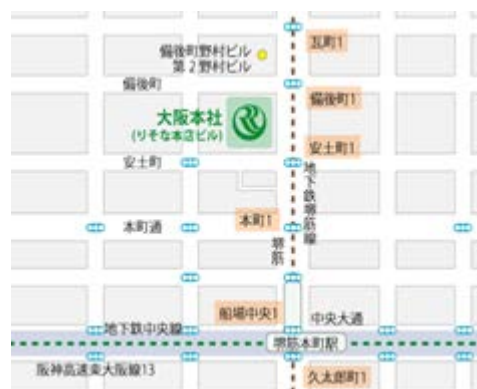 瓦町1
備後町野村ビル
第2野村ビル
備後町
備後町1
大阪本社
(りそな本店ビル)
安土町1
安土町
地下鉄堺筋線
本町1
本町通
堺筋
船場中央1
中央大通
地下鉄中央線
堺筋本町駅
阪神高速東大阪線13
久太郎町1